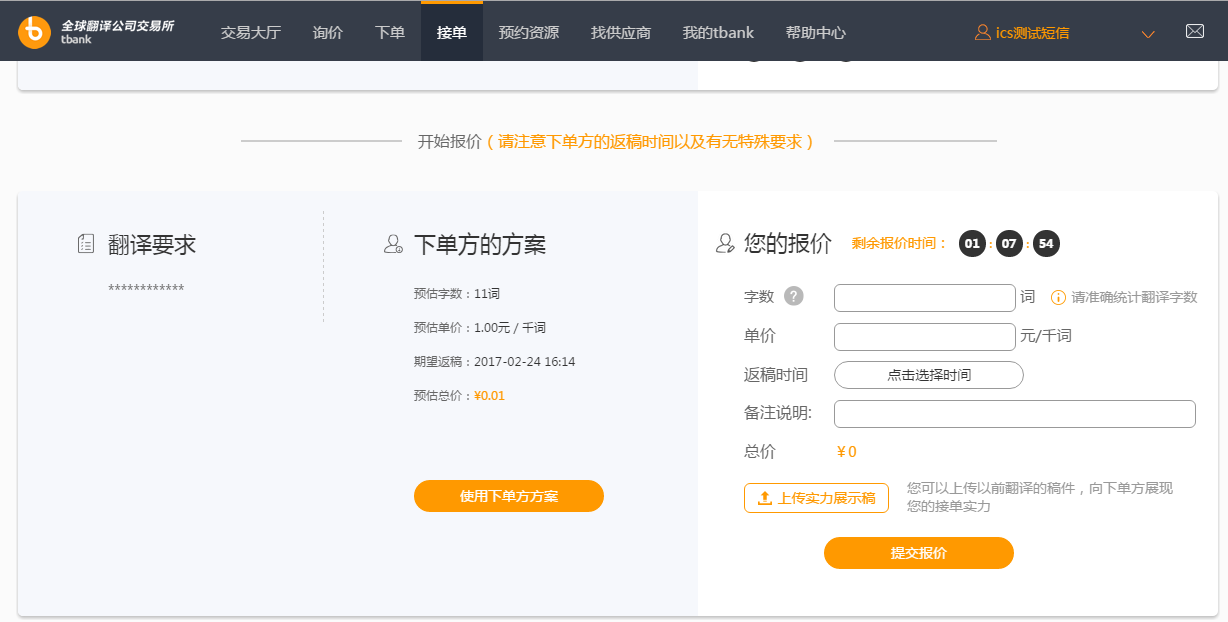 全球翻译公司交易所
tbank
交易大厅 询价 下单 接单 预约资源 找供应商 我的tbank 帮助中心 ics测试短信
开始报价（请注意下单方的返稿时间以及有无特殊要求）
翻译要求
************
下单方的方案
预估字数：11词
预估单价：1.00元 / 千词
期望返稿：2017-02-24 16:14
预估总价：¥0.01
使用下单方方案
您的报价 剩余报价时间： 01 : 07 : 54
字数 ? 词 请准确统计翻译字数
单价 元/千词
返稿时间 点击选择时间
备注说明:
总价 ¥0
上传实力展示稿 您可以上传以前翻译的稿件，向下单方展现
您的接单实力
提交报价